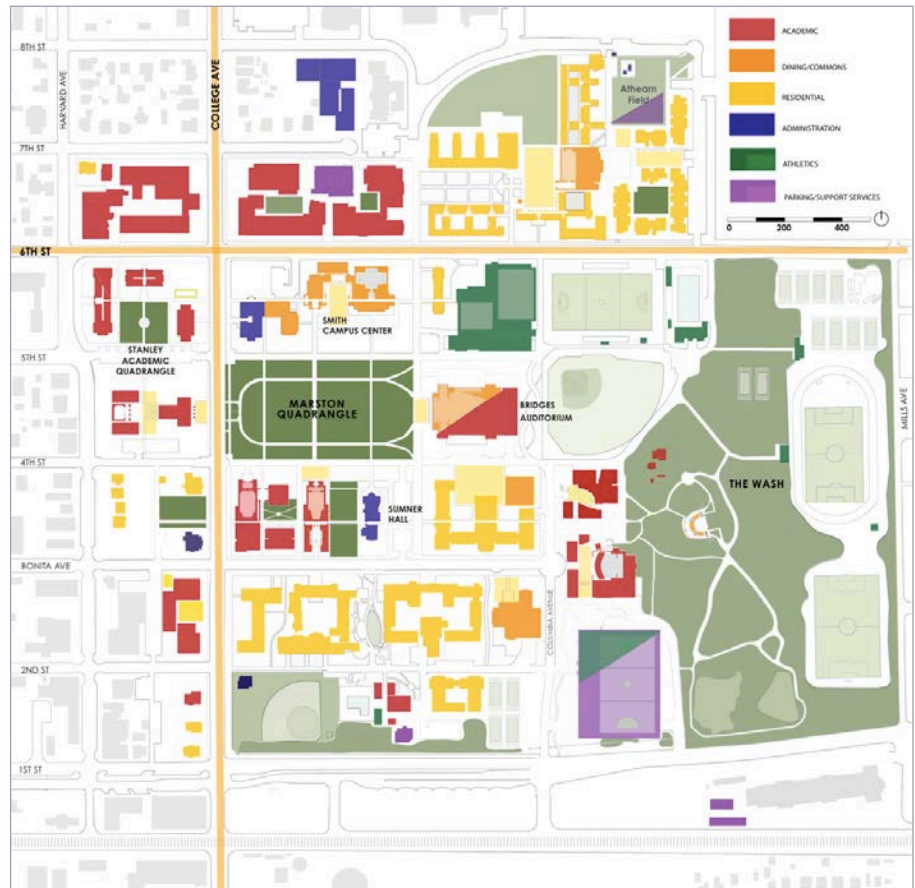 8TH ST
HARVARD AVE
COLLEGE AVE
7TH ST
6TH ST
5TH ST
4TH ST
BONITA AVE
2ND ST
1ST ST
Athearn
Field
SMITH
CAMPUS CENTER
STANLEY
ACADEMIC
QUADRANGLE
MARSTON
QUADRANGLE
BRIDGES
AUDITORIUM
SUMNER
HALL
THE WASH
COLUMBIA AVENUE
MILLS AVE
ACADEMIC
DINING/COMMONS
RESIDENTIAL
ADMINISTRATION
ATHLETICS
PARKING/SUPPORT SERVICES
0 200 400